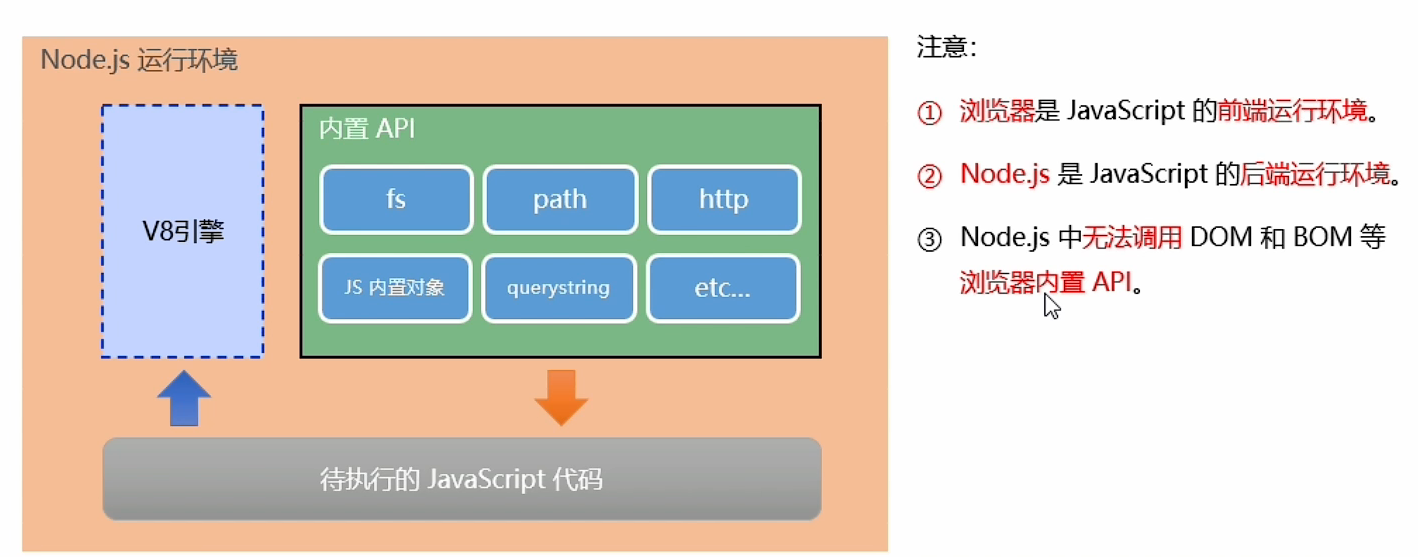 Node.js 运行环境
V8引擎
内置 API
fs
path
http
JS 内置对象
querystring
etc...
待执行的 JavaScript 代码
注意：
① 浏览器是 JavaScript 的前端运行环境。
② Node.js 是 JavaScript 的后端运行环境。
③ Node.js 中无法调用 DOM 和 BOM 等
浏览器内置 API。